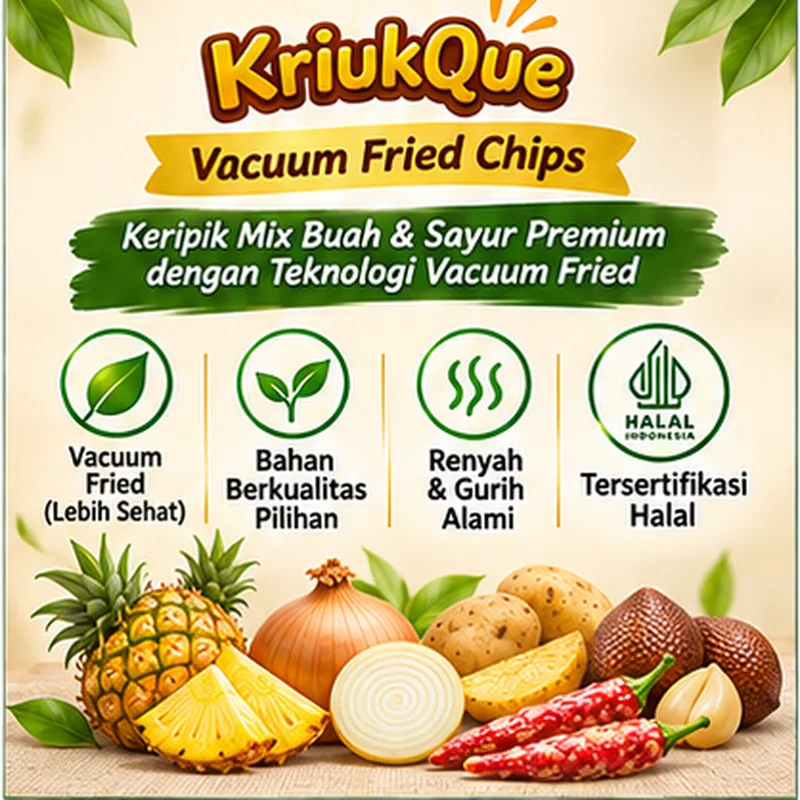 KriukQue
Vacuum Fried Chips
Keripik Mix Buah & Sayur Premium
dengan Teknologi Vacuum Fried
Vacuum
Fried
(Lebih Sehat)
Bahan
Berkualitas
Pilihan
Renyah
& Gurih
Alami
HALAL
INDONESIA
Tersertifikasi
Halal